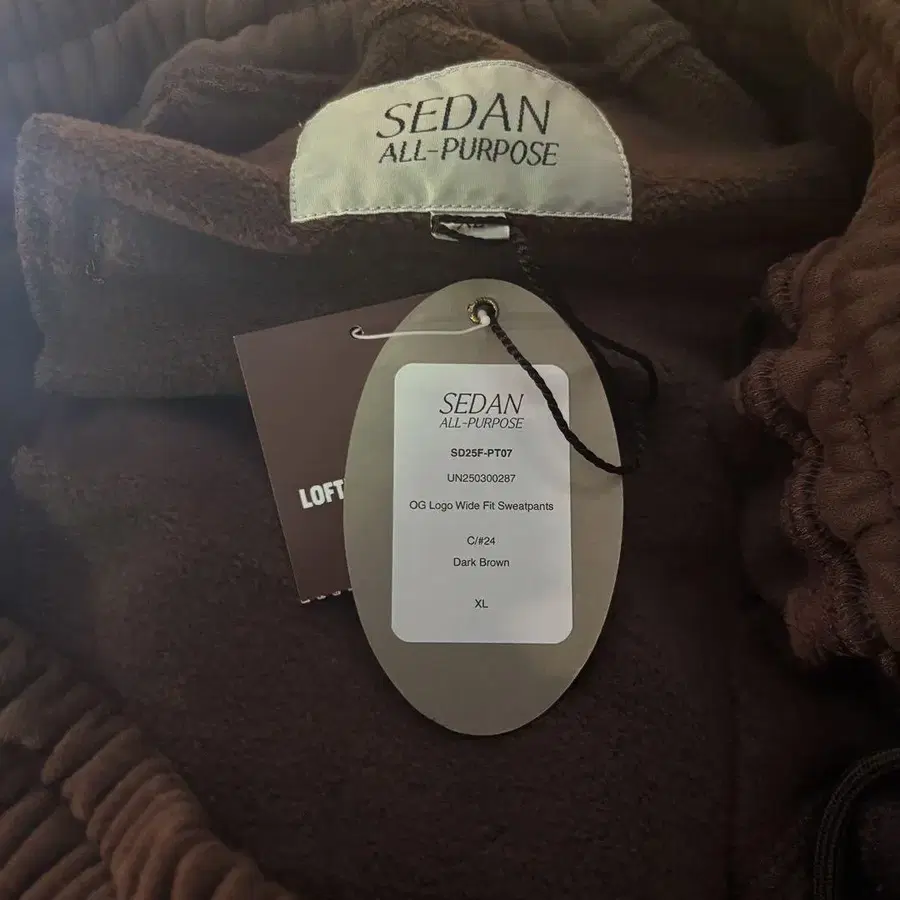 SEDAN
ALL-PURPOSE
LOFT
SEDAN
ALL-PURPOSE
SD25F-PT07
UN250300287
OG Logo Wide Fit Sweatpants
C/#24
Dark Brown
XL